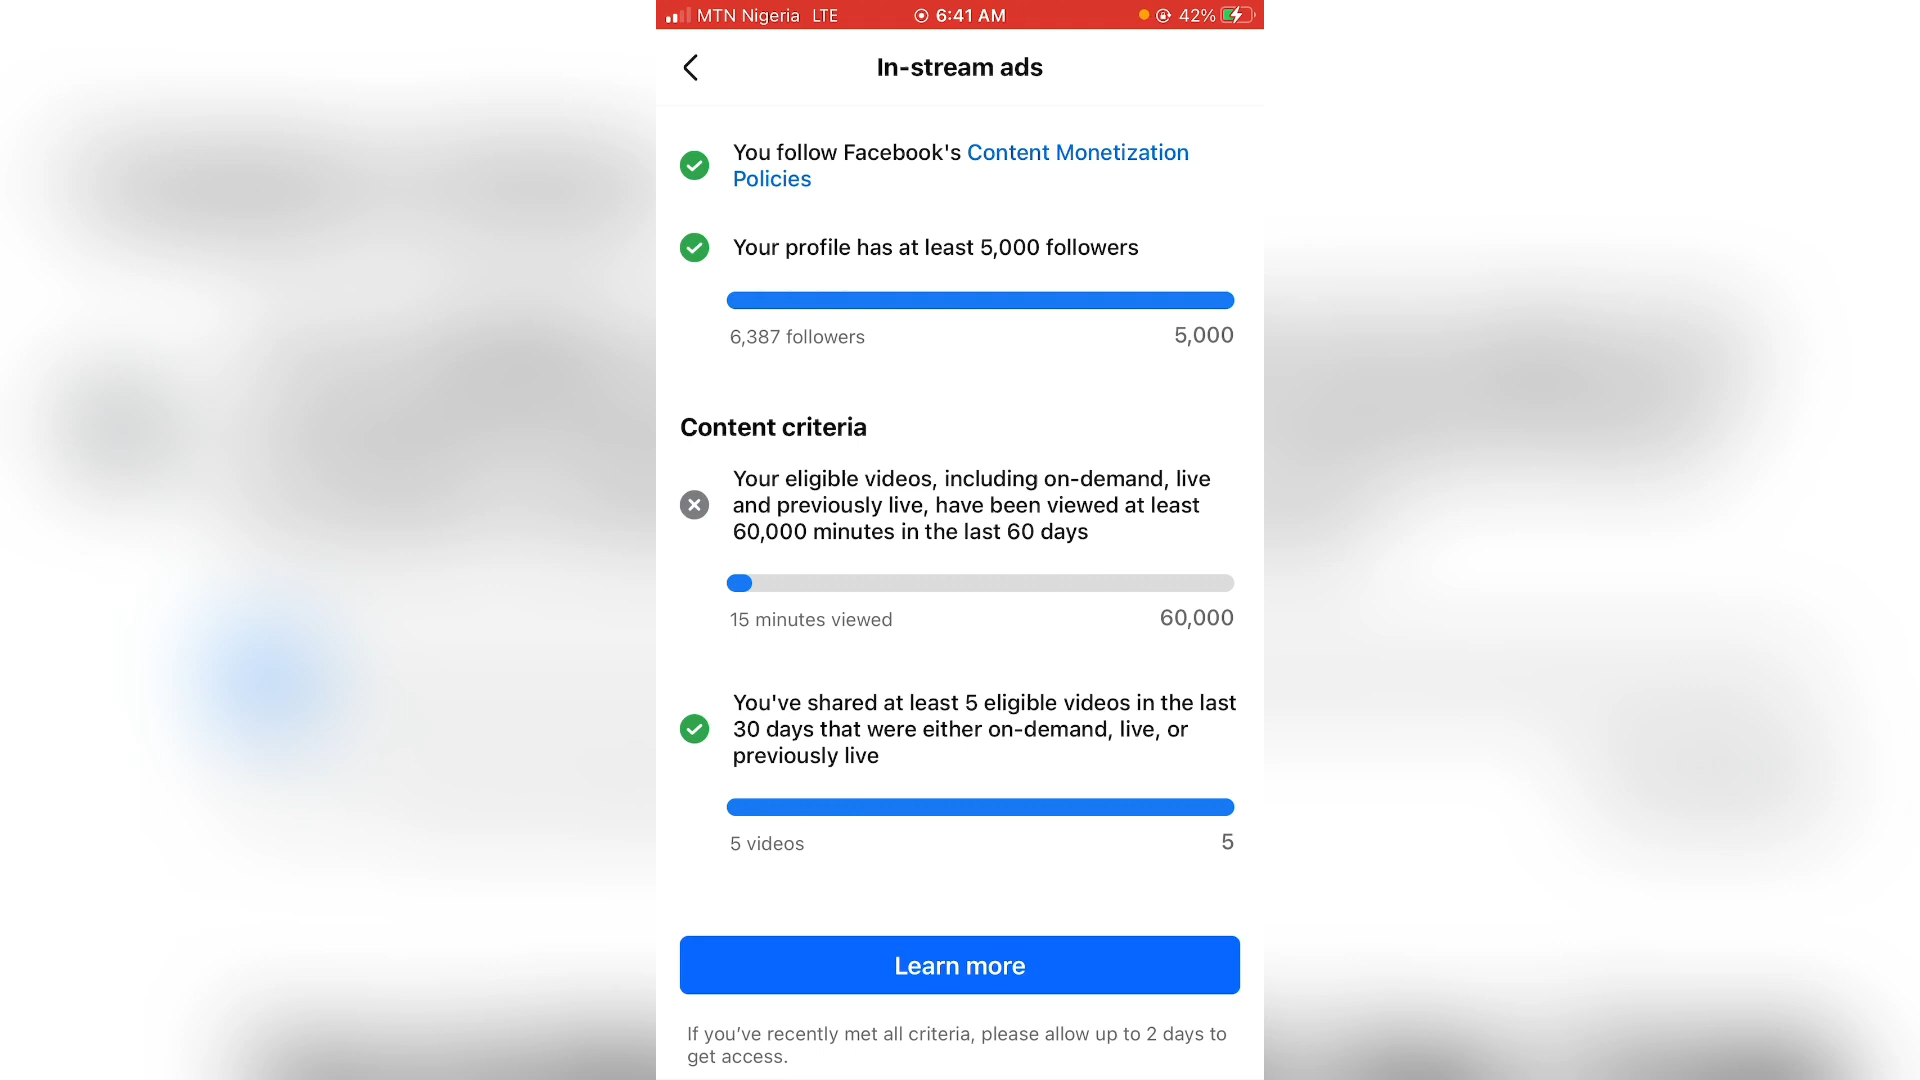 MTN Nigeria LTE 6:41 AM 42%
In-stream ads
You follow Facebook's Content Monetization
Policies
Your profile has at least 5,000 followers
6,387 followers 5,000
Content criteria
Your eligible videos, including on-demand, live
and previously live, have been viewed at least
60,000 minutes in the last 60 days
15 minutes viewed 60,000
You've shared at least 5 eligible videos in the last
30 days that were either on-demand, live, or
previously live
5 videos 5
Learn more
If you’ve recently met all criteria, please allow up to 2 days to
get access.